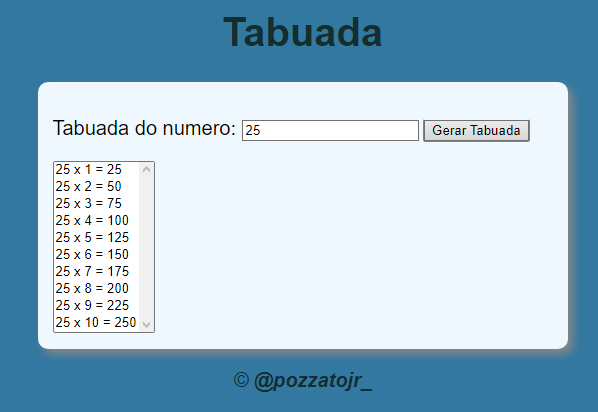 Tabuada
Tabuada do numero: 25 Gerar Tabuada
25 x 1 = 25
25 x 2 = 50
25 x 3 = 75
25 x 4 = 100
25 x 5 = 125
25 x 6 = 150
25 x 7 = 175
25 x 8 = 200
25 x 9 = 225
25 x 10 = 250
© @pozzatojr_